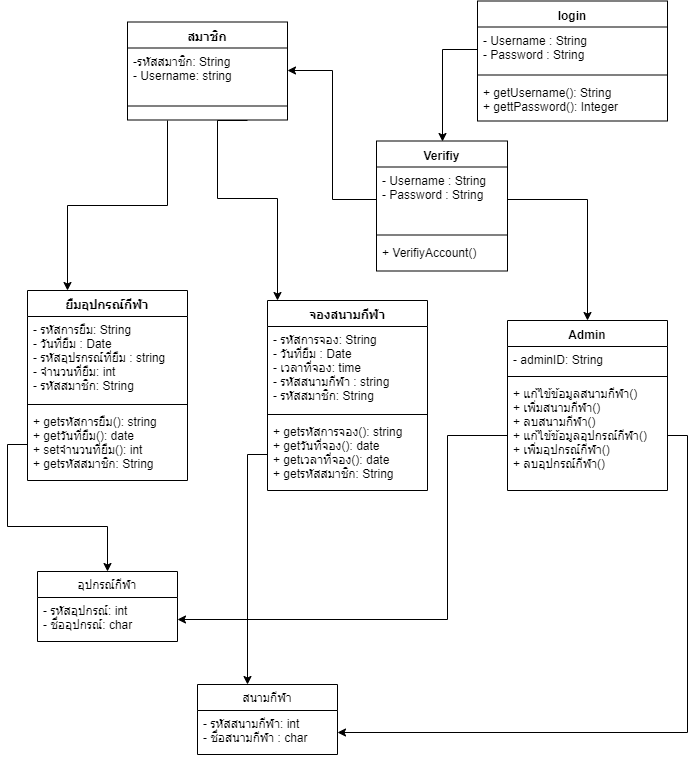 login
- Username : String
- Password : String
+ getUsername(): String
+ gettPassword(): Integer
สมาชิก
-รหัสสมาชิก: String
- Username: string
Verifiy
- Username : String
- Password : String
+ VerifiyAccount()
ยืมอุปกรณ์กีฬา
- รหัสการยืม: String
- วันที่ยืม : Date
- รหัสอุปรกรณ์ที่ยืม : string
- จำนวนที่ยืม: int
- รหัสสมาชิก: String
+ getรหัสการยืม(): string
+ getวันที่ยืม(): date
+ setจำนวนที่ยืม(): int
+ getรหัสสมาชิก: String
จองสนามกีฬา
- รหัสการจอง: String
- วันที่ยืม : Date
- เวลาที่จอง: time
- รหัสสนามกีฬา : string
- รหัสสมาชิก: String
+ getรหัสการจอง(): string
+ getวันที่จอง(): date
+ getเวลาที่จอง(): date
+ getรหัสสมาชิก: String
Admin
- adminID: String
+ แก้ไข้ข้อมูลสนามกีฬา()
+ เพิ่มสนามกีฬา()
+ ลบสนามกีฬา()
+ แก้ไข้ข้อมูลอุปกรณ์กีฬา()
+ เพิ่มอุปกรณ์กีฬา()
+ ลบอุปกรณ์กีฬา()
อุปกรณ์กีฬา
- รหัสอุปกรณ์: int
- ชื่ออุปกรณ์: char
สนามกีฬา
- รหัสสนามกีฬา: int
- ชื่อสนามกีฬา : char